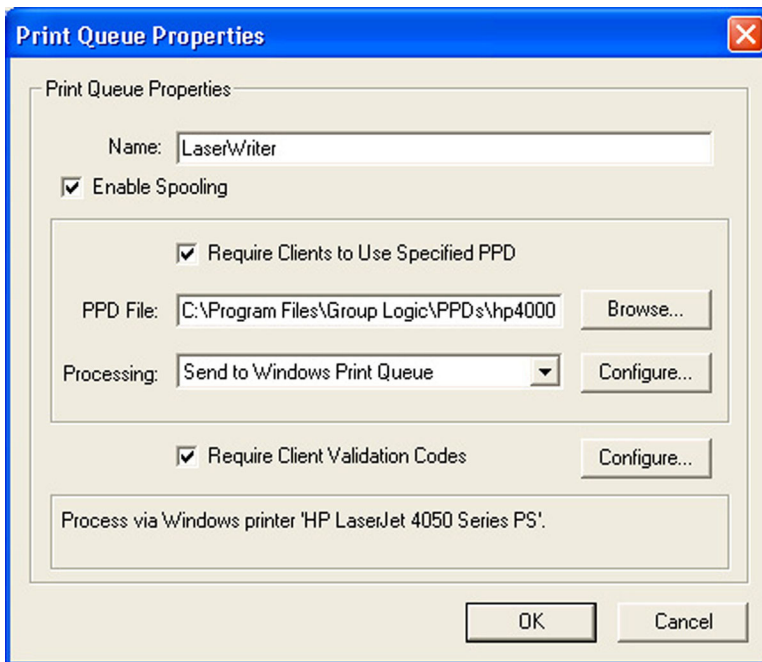 Print Queue Properties
Print Queue Properties
Name: LaserWriter
Enable Spooling
Require Clients to Use Specified PPD
PPD File: C:\Program Files\Group Logic\PPDs\hp4000 Browse...
Processing: Send to Windows Print Queue Configure...
Require Client Validation Codes Configure...
Process via Windows printer 'HP LaserJet 4050 Series PS'.
OK Cancel